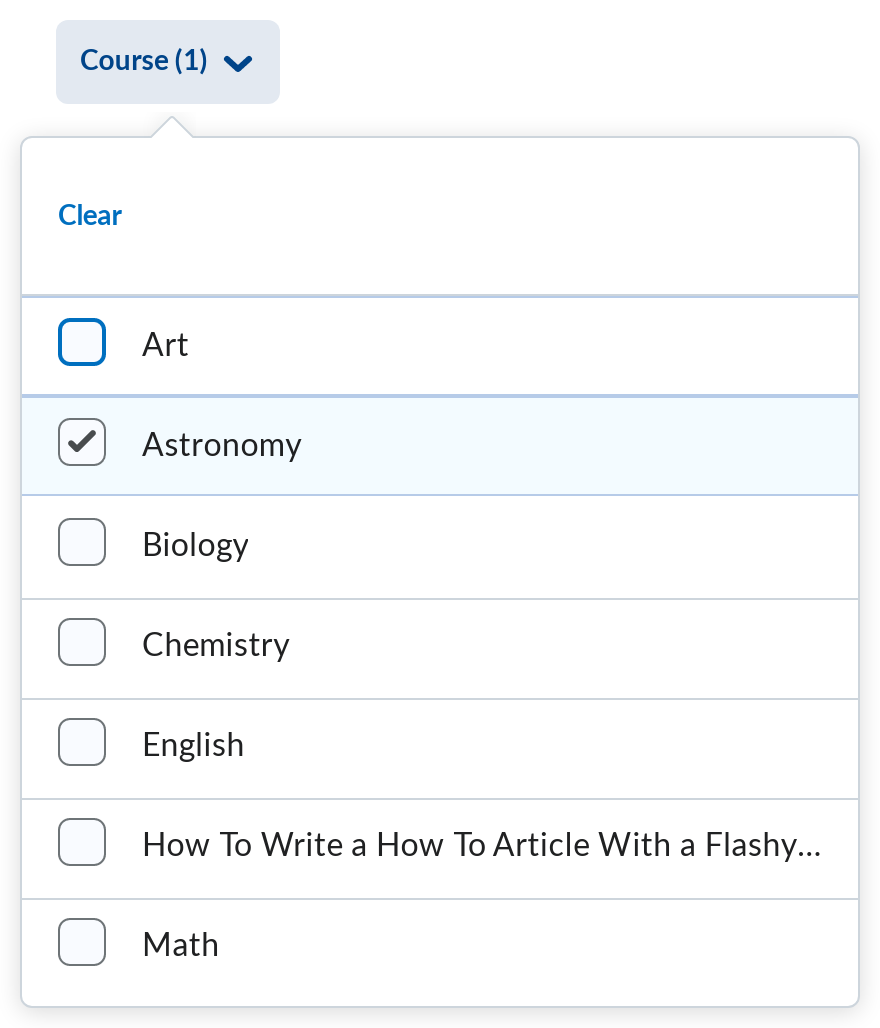 Course (1)
Clear
Art
Astronomy
Biology
Chemistry
English
How To Write a How To Article With a Flashy...
Math